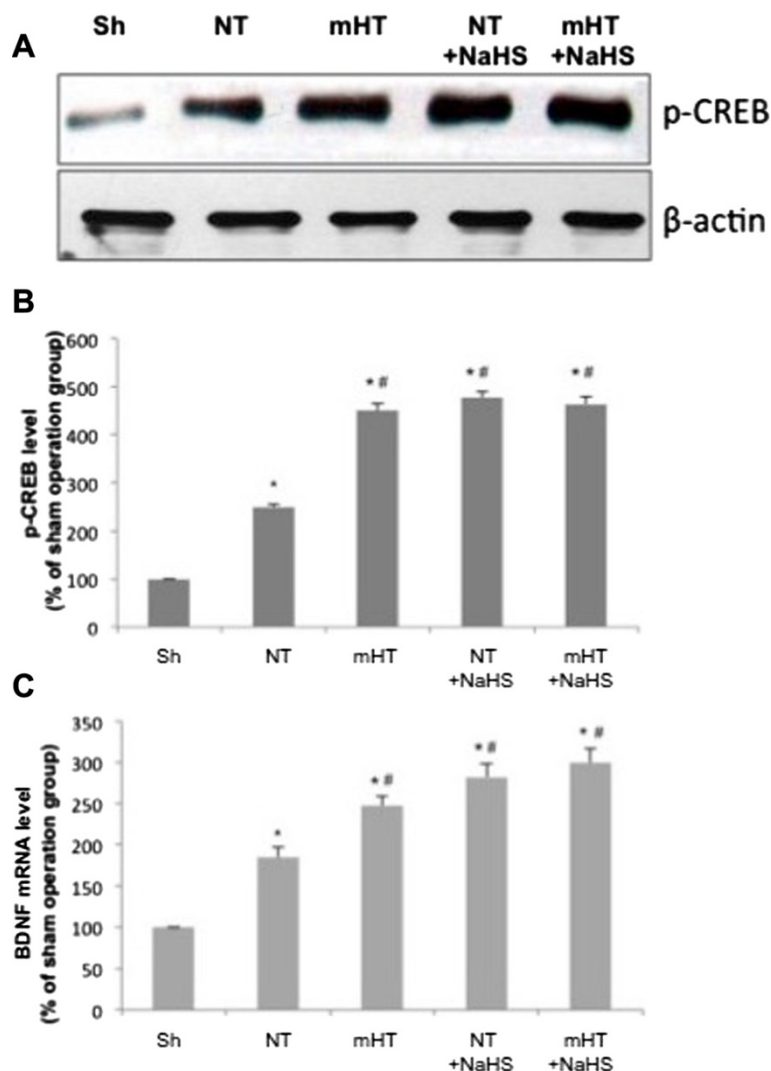 A
Sh NT mHT NT mHT
+NaHS +NaHS
p-CREB
β-actin
B
p-CREB level
(% of sham operation group)
600
500
400
300
200
100
0
*
* #
* #
* #
Sh NT mHT NT mHT
+NaHS +NaHS
C
BDNF mRNA level
(% of sham operation group)
350
300
250
200
150
100
50
0
*
* #
* #
* #
Sh NT mHT NT mHT
+NaHS +NaHS